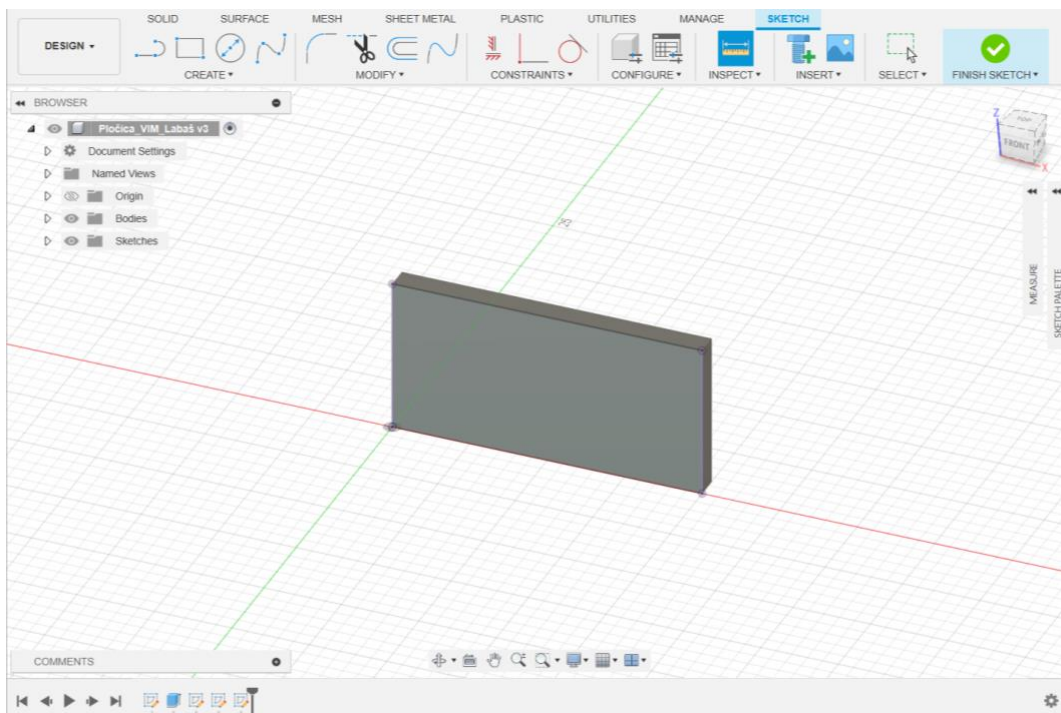 SOLID SURFACE MESH SHEET METAL PLASTIC UTILITIES MANAGE SKETCH
DESIGN
CREATE MODIFY CONSTRAINTS CONFIGURE INSPECT INSERT SELECT FINISH SKETCH
BROWSER
Pločica_VIM_Labaš v3
Document Settings
Named Views
Origin
Bodies
Sketches
Z
TOP
FRONT
X
MEASURE
SKETCH PALETTE
COMMENTS